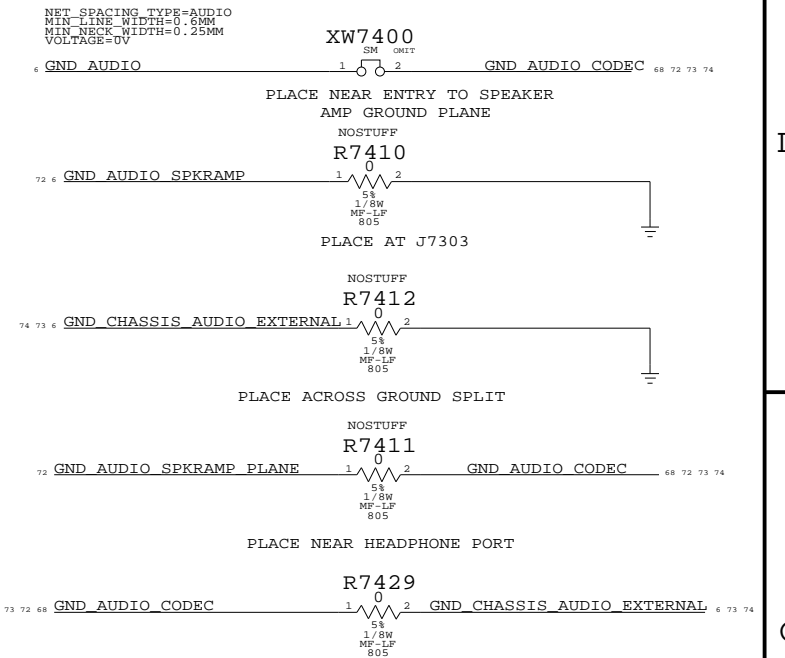 NET_SPACING_TYPE=AUDIO
MIN_LINE_WIDTH=0.6MM
MIN_NECK_WIDTH=0.25MM
VOLTAGE=0V
XW7400
SM OMIT
6 GND_AUDIO 1 2 GND_AUDIO_CODEC 68 72 73 74
PLACE NEAR ENTRY TO SPEAKER
AMP GROUND PLANE
NOSTUFF
R7410
0
72 6 GND_AUDIO_SPKRAMP 1 2
5%
1/8W
MF-LF
805
PLACE AT J7303
NOSTUFF
R7412
0
74 73 6 GND_CHASSIS_AUDIO_EXTERNAL 1 2
5%
1/8W
MF-LF
805
PLACE ACROSS GROUND SPLIT
NOSTUFF
R7411
0
72 GND_AUDIO_SPKRAMP_PLANE 1 2 GND_AUDIO_CODEC 68 72 73 74
5%
1/8W
MF-LF
805
PLACE NEAR HEADPHONE PORT
R7429
0
73 72 68 GND_AUDIO_CODEC 1 2 GND_CHASSIS_AUDIO_EXTERNAL 6 73 74
5%
1/8W
MF-LF
805